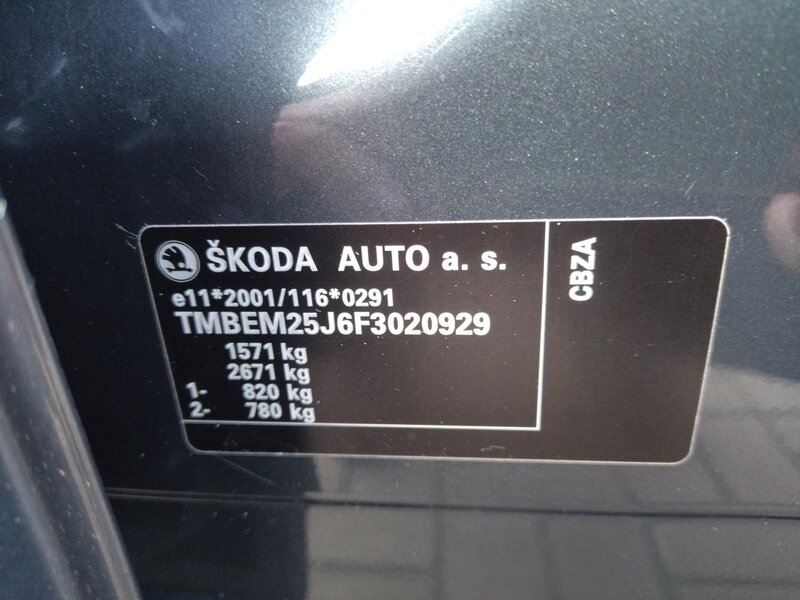 ŠKODA AUTO a. s.
e11*2001/116*0291
TMBEM25J6F3020929
1571 kg
2671 kg
1- 820 kg
2- 780 kg
CBZA